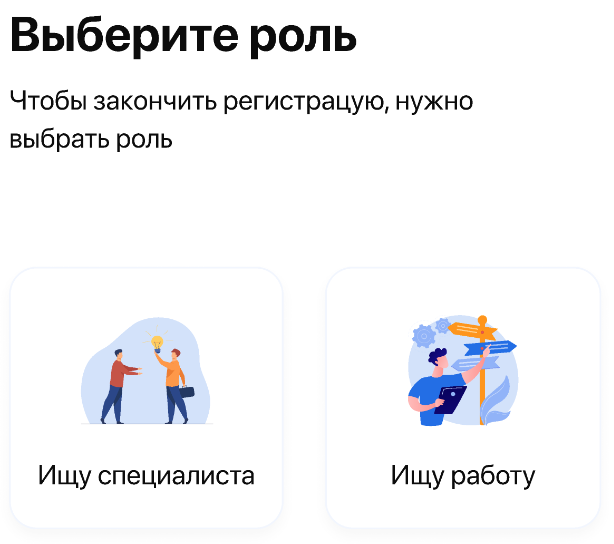 Выберите роль
Чтобы закончить регистрацую, нужно
выбрать роль
Ищу специалиста
Ищу работу